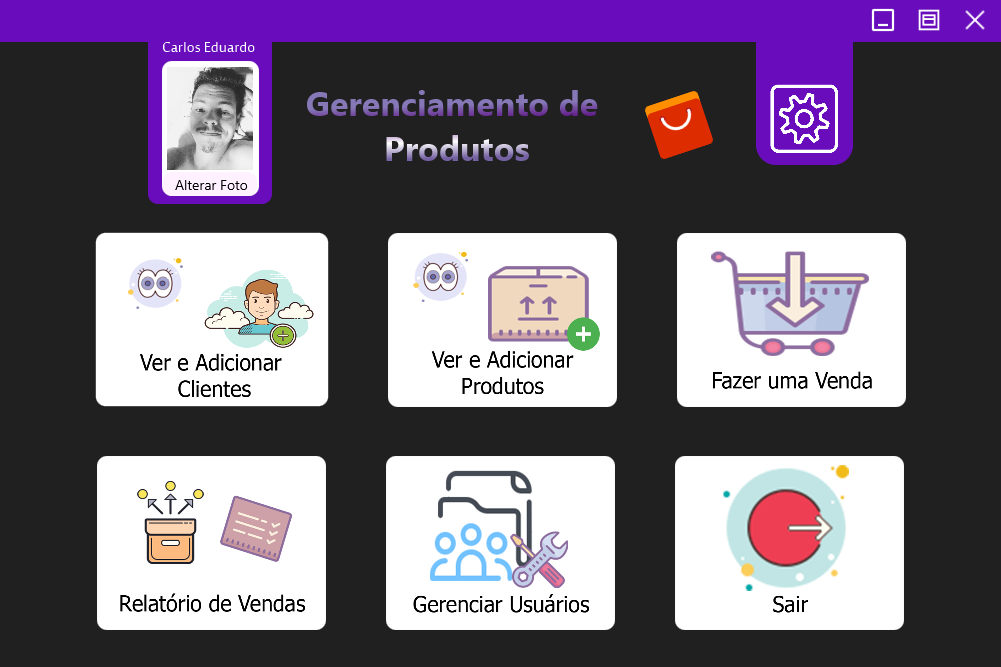 Carlos Eduardo
Gerenciamento de
Produtos
Alterar Foto
Ver e Adicionar
Clientes
Ver e Adicionar
Produtos
Fazer uma Venda
Relatório de Vendas
Gerenciar Usuários
Sair